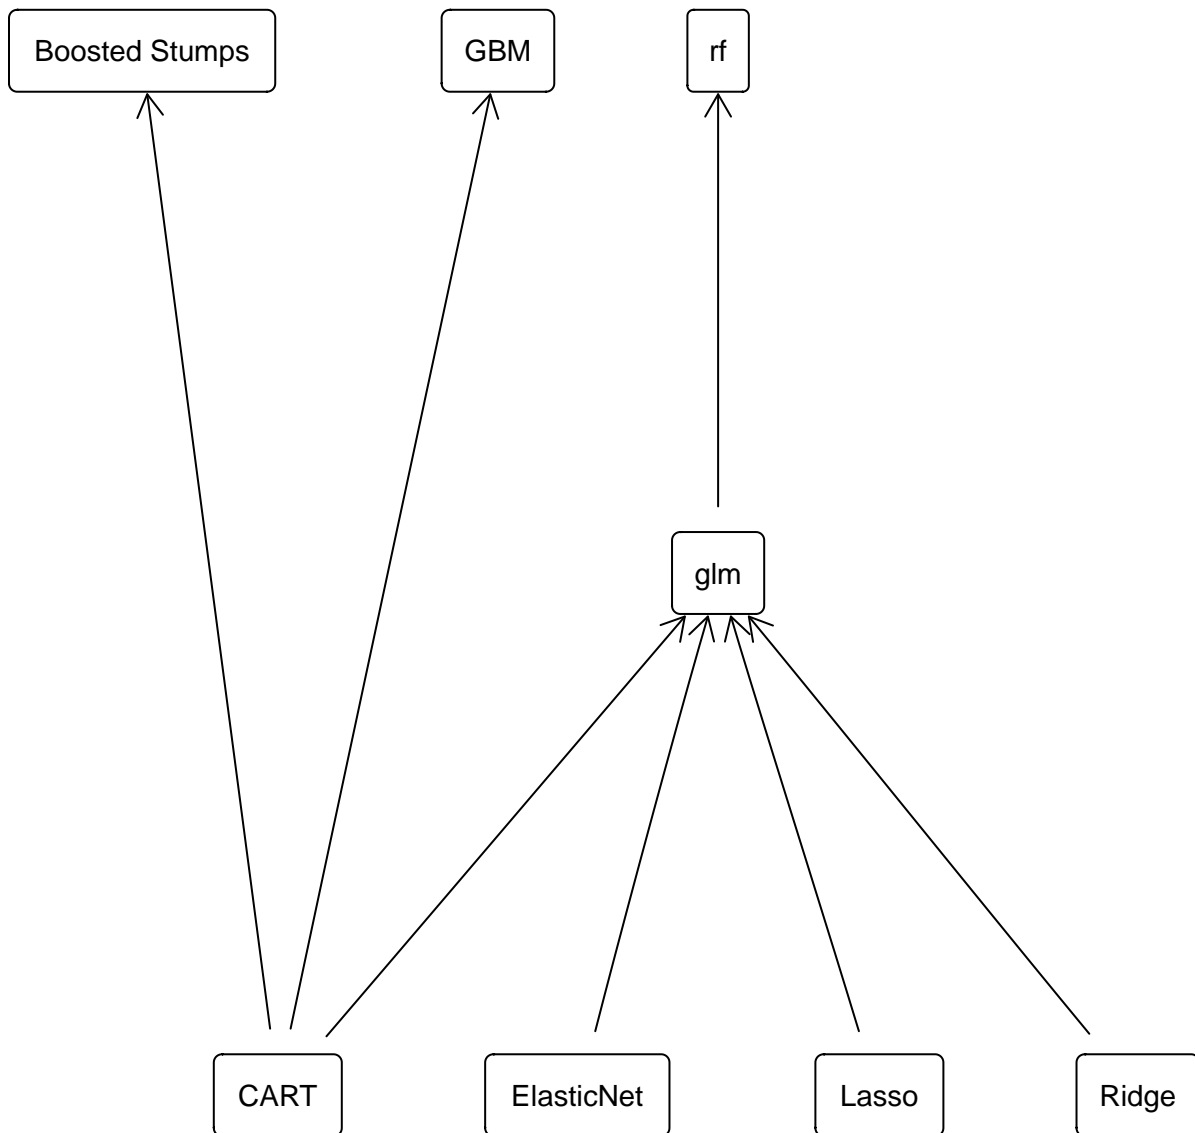 Boosted Stumps
GBM
rf
glm
CART
ElasticNet
Lasso
Ridge